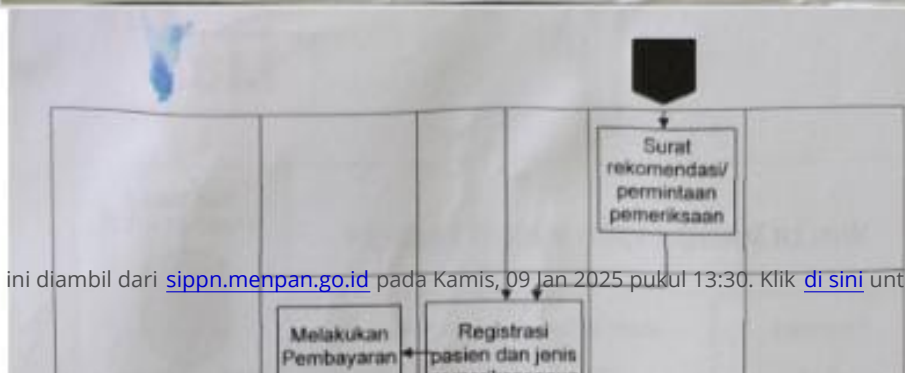 Surat
rekomendasi/
permintaan
pemeriksaan
ini diambil dari sippn.menpan.go.id pada Kamis, 09 Jan 2025 pukul 13:30. Klik di sini unt
Melakukan
Pembayaran
Registrasi
pasien dan jenis